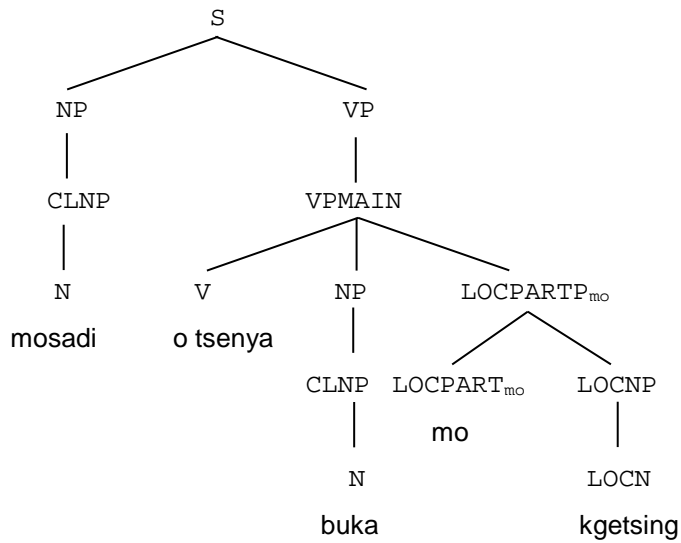 S
NP VP
CLNP VPMAIN
N V NP LOCPARTPmo
mosadi o tsenya
CLNP LOCPARTmo LOCNP
mo
N LOCN
buka kgetsing